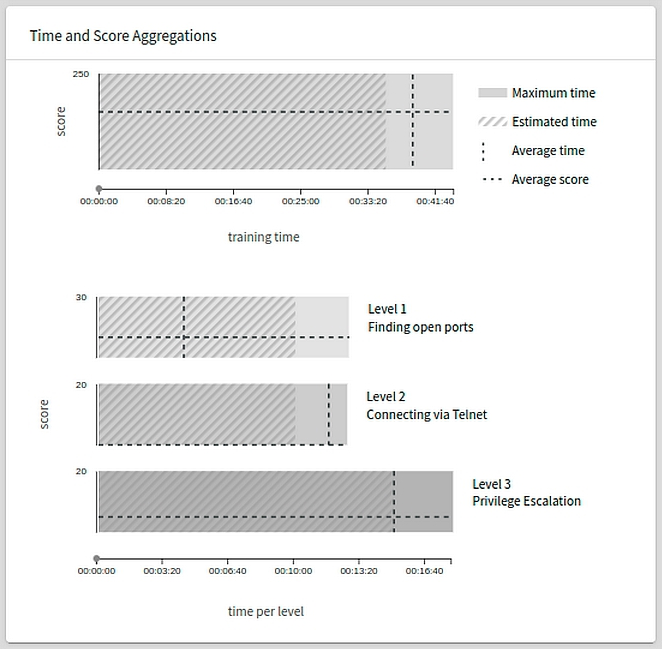 Time and Score Aggregations
250
score
00:00:00 00:08:20 00:16:40 00:25:00 00:33:20 00:41:40
training time
Maximum time
Estimated time
Average time
Average score
30
Level 1
Finding open ports
20
Level 2
Connecting via Telnet
score
20
Level 3
Privilege Escalation
00:00:00 00:03:20 00:06:40 00:10:00 00:13:20 00:16:40
time per level